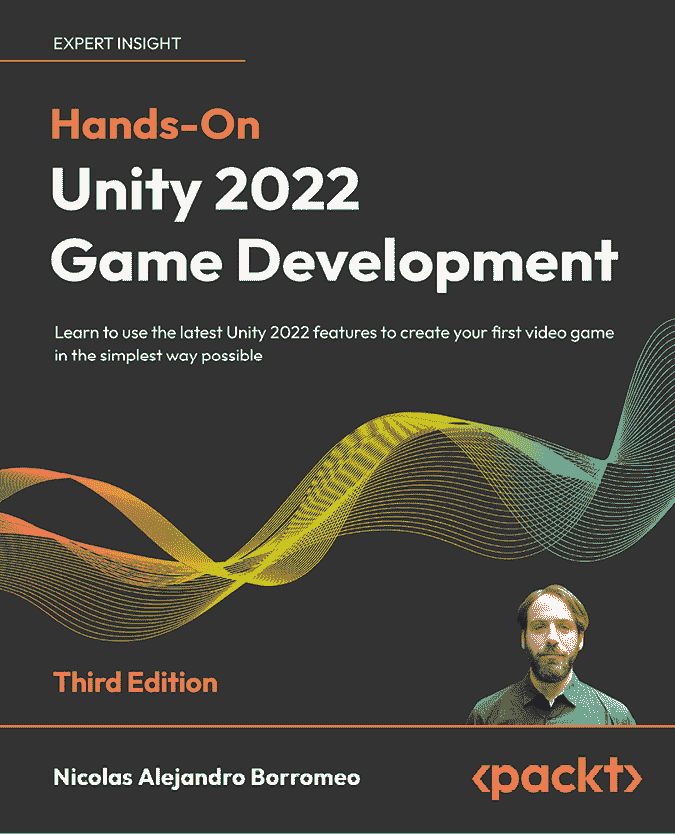 EXPERT INSIGHT
Hands-On
Unity 2022
Game Development
Learn to use the latest Unity 2022 features to create your first video game
in the simplest way possible
Third Edition
Nicolas Alejandro Borromeo
<packt>